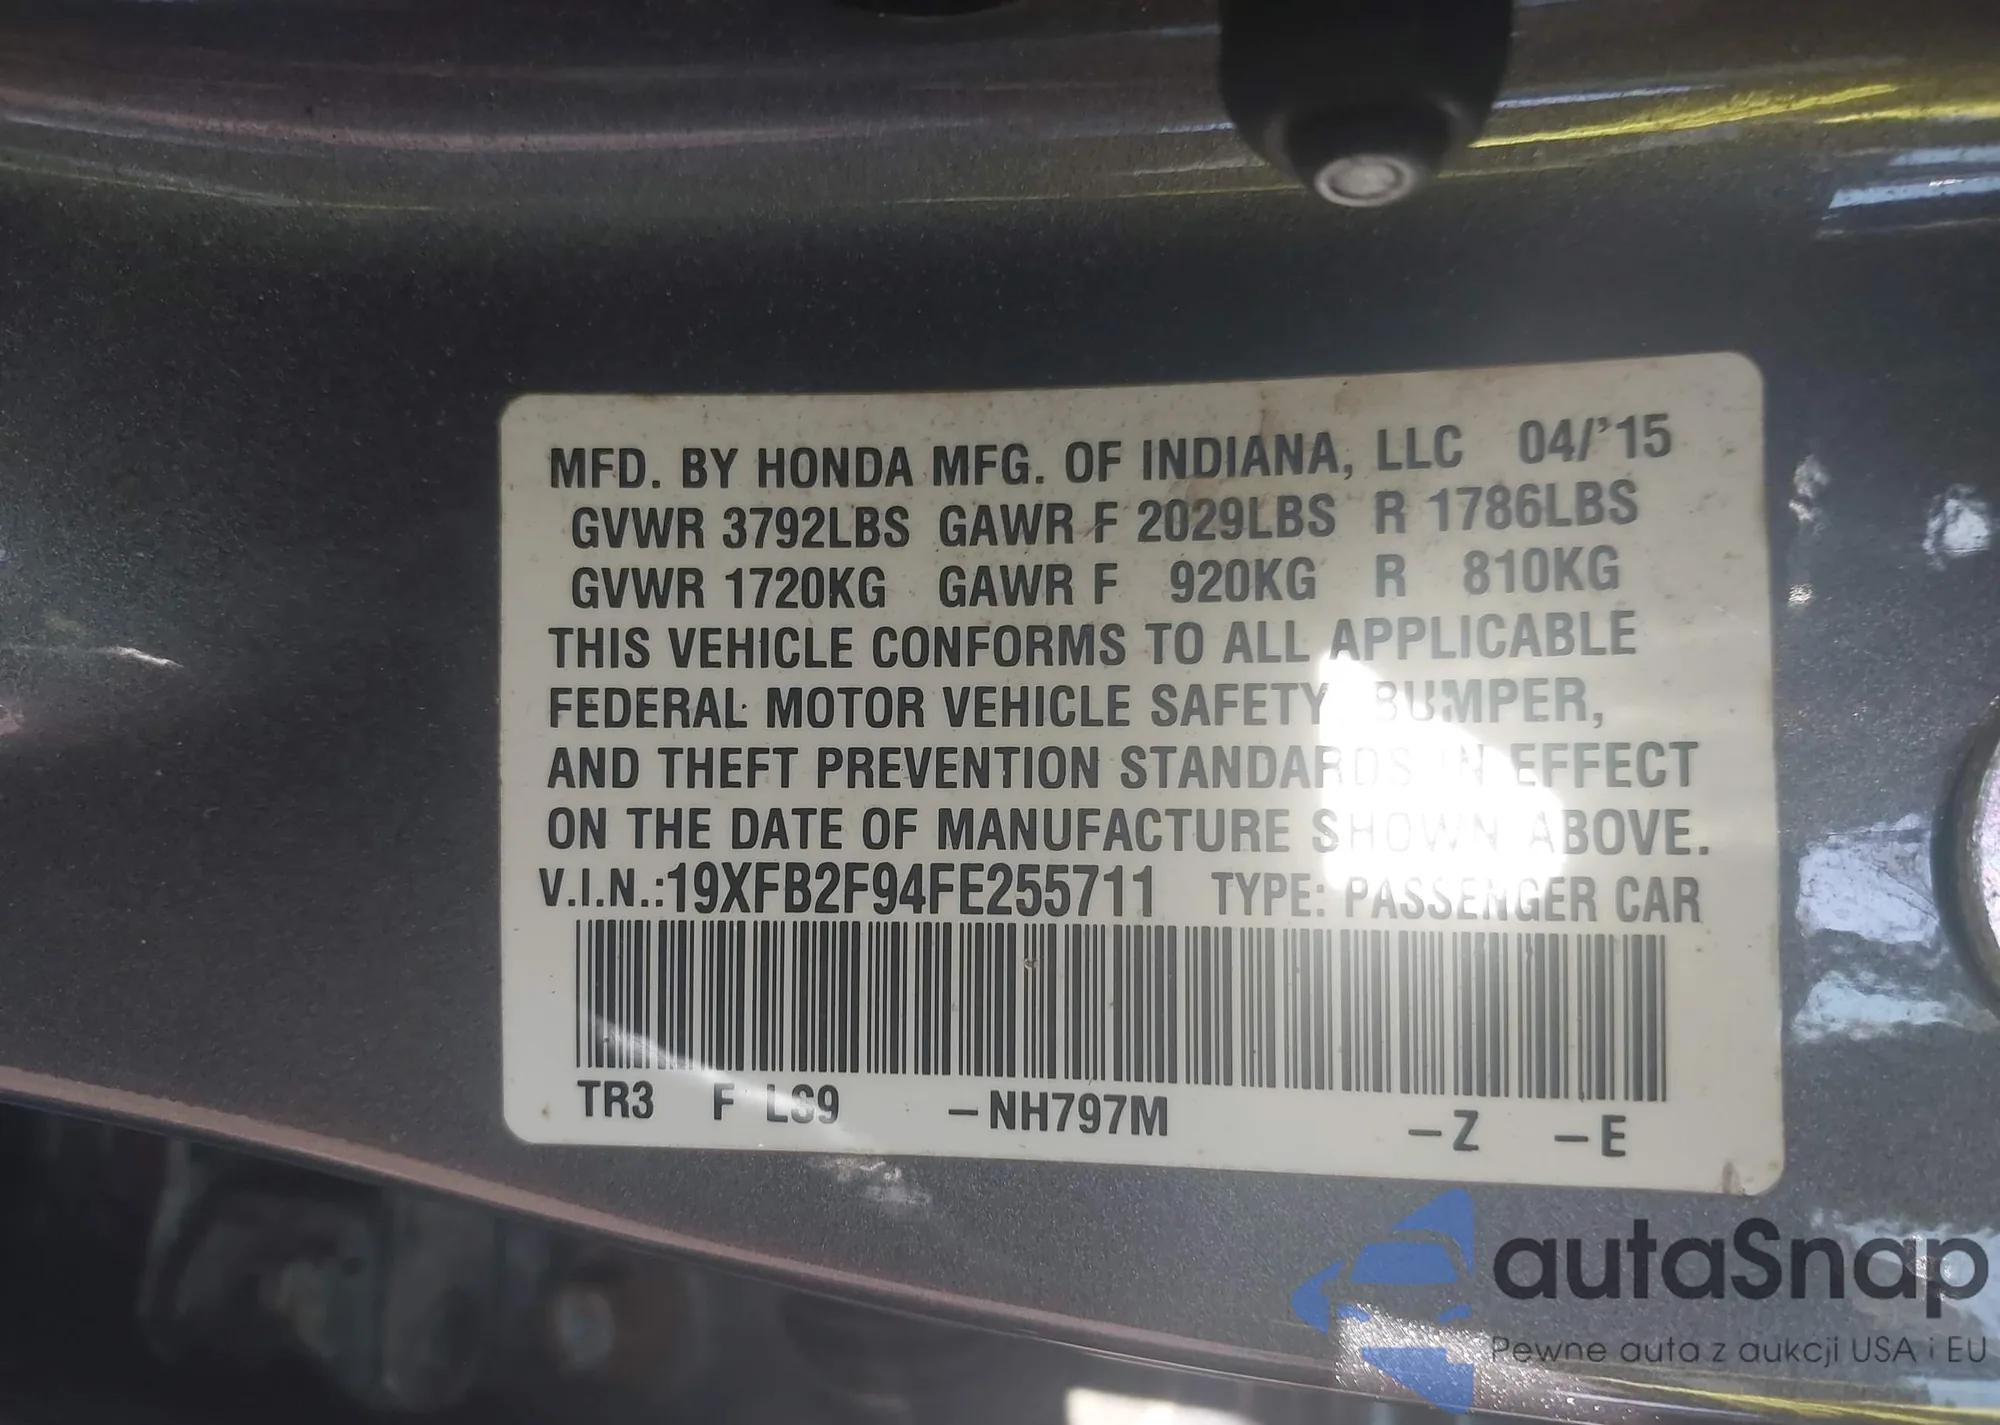 MFD. BY HONDA MFG. OF INDIANA, LLC 04/'15
GVWR 3792LBS GAWR F 2029LBS R 1786LBS
GVWR 1720KG GAWR F 920KG R 810KG
THIS VEHICLE CONFORMS TO ALL APPLICABLE
FEDERAL MOTOR VEHICLE SAFETY, BUMPER,
AND THEFT PREVENTION STANDARDS IN EFFECT
ON THE DATE OF MANUFACTURE SHOWN ABOVE.
V.I.N.:19XFB2F94FE255711 TYPE: PASSENGER CAR
TR3 F LS9 –NH797M –Z –E
autaSnap
Pewne auta z aukcji USA i EU